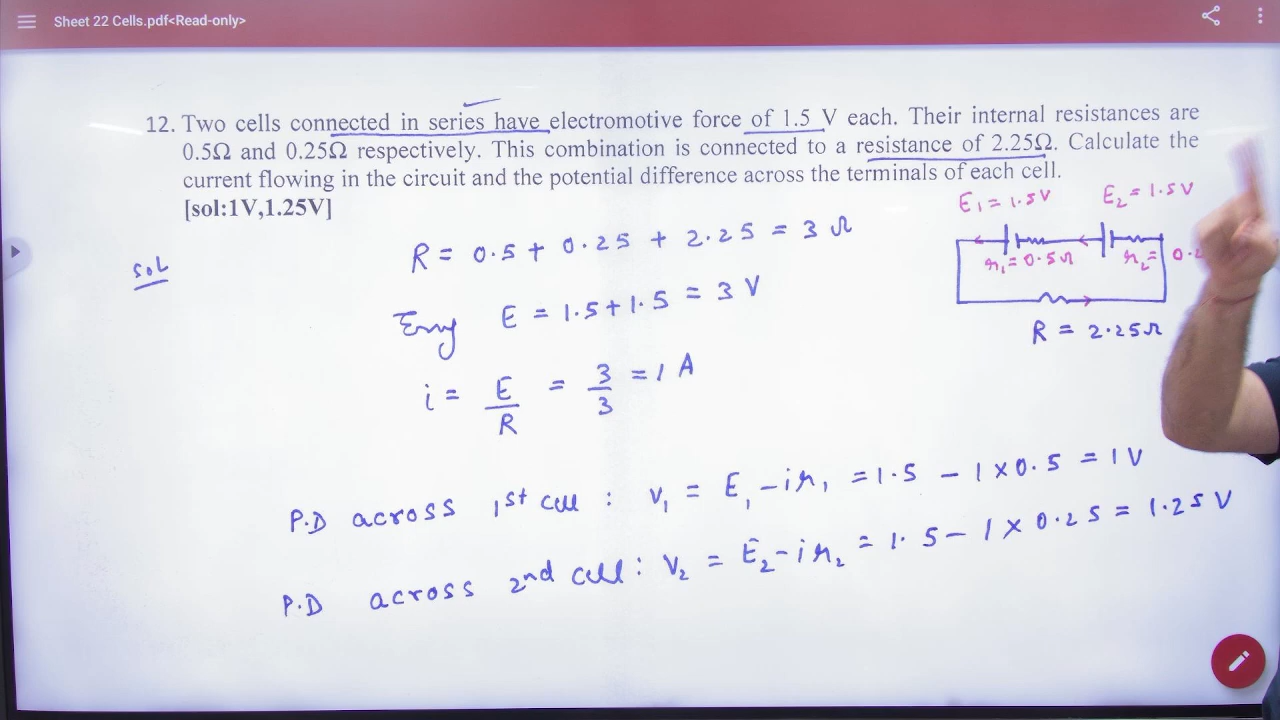 Sheet 22 Cells.pdf<Read-only>
12. Two cells connected in series have electromotive force of 1.5 V each. Their internal resistances are
0.5Ω and 0.25Ω respectively. This combination is connected to a resistance of 2.25Ω. Calculate the
current flowing in the circuit and the potential difference across the terminals of each cell.
[sol:1V,1.25V]
E₁ = 1.5V E₂ = 1.5V
r₁ = 0.5Ω r₂ =
R = 2.25Ω
Sol
R = 0.5 + 0.25 + 2.25 = 3 Ω
E = 1.5 + 1.5 = 3 V
i = E/R = 3/3 = 1 A
P.D across 1st cell : V₁ = E₁ - ir₁ = 1.5 - 1 × 0.5 = 1 V
P.D across 2nd cell : V₂ = E₂ - ir₂ = 1.5 - 1 × 0.25 = 1.25 V